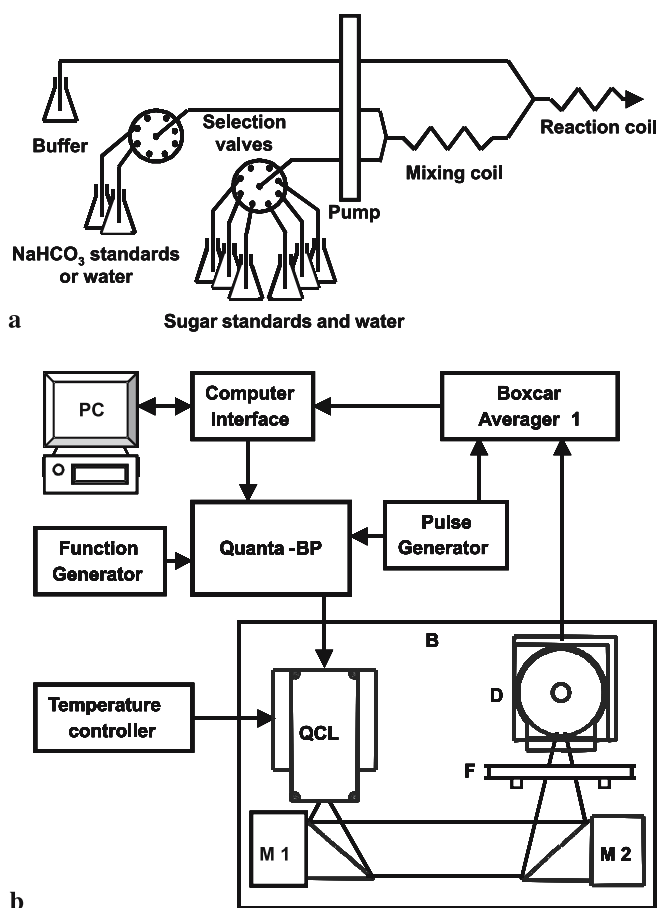 Buffer
Selection
valves
Reaction coil
Mixing coil
Pump
NaHCO₃ standards
or water
Sugar standards and water
a
PC
Computer
Interface
Boxcar
Averager 1
Function
Generator
Quanta -BP
Pulse
Generator
B
D
Temperature
controller
QCL
F
M 1
M 2
b